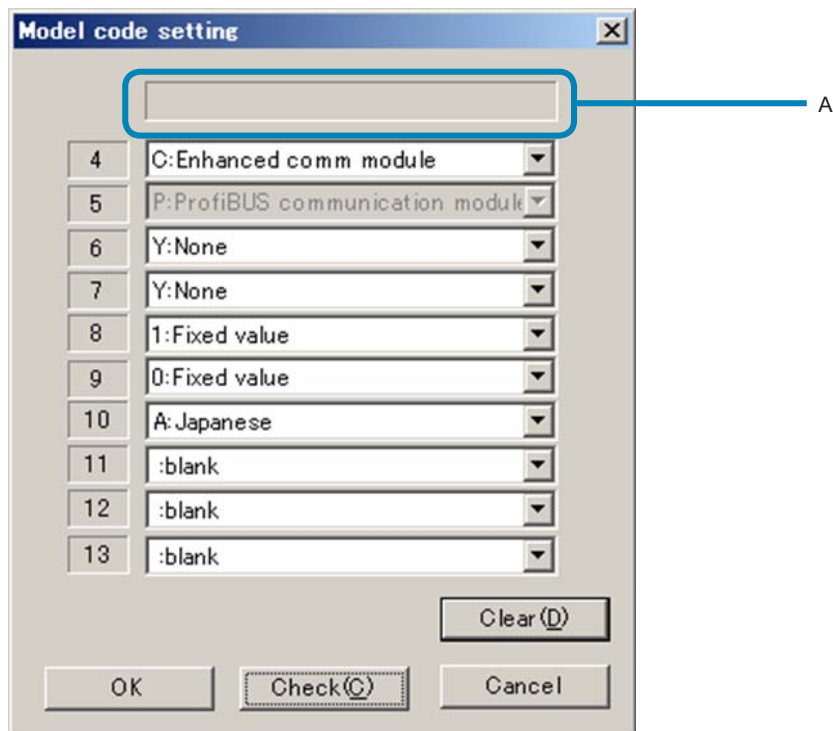 Model code setting
A
4 C:Enhanced comm module
5 P:ProfiBUS communication module
6 Y:None
7 Y:None
8 1:Fixed value
9 0:Fixed value
10 A:Japanese
11 :blank
12 :blank
13 :blank
Clear(D)
OK Check(C) Cancel